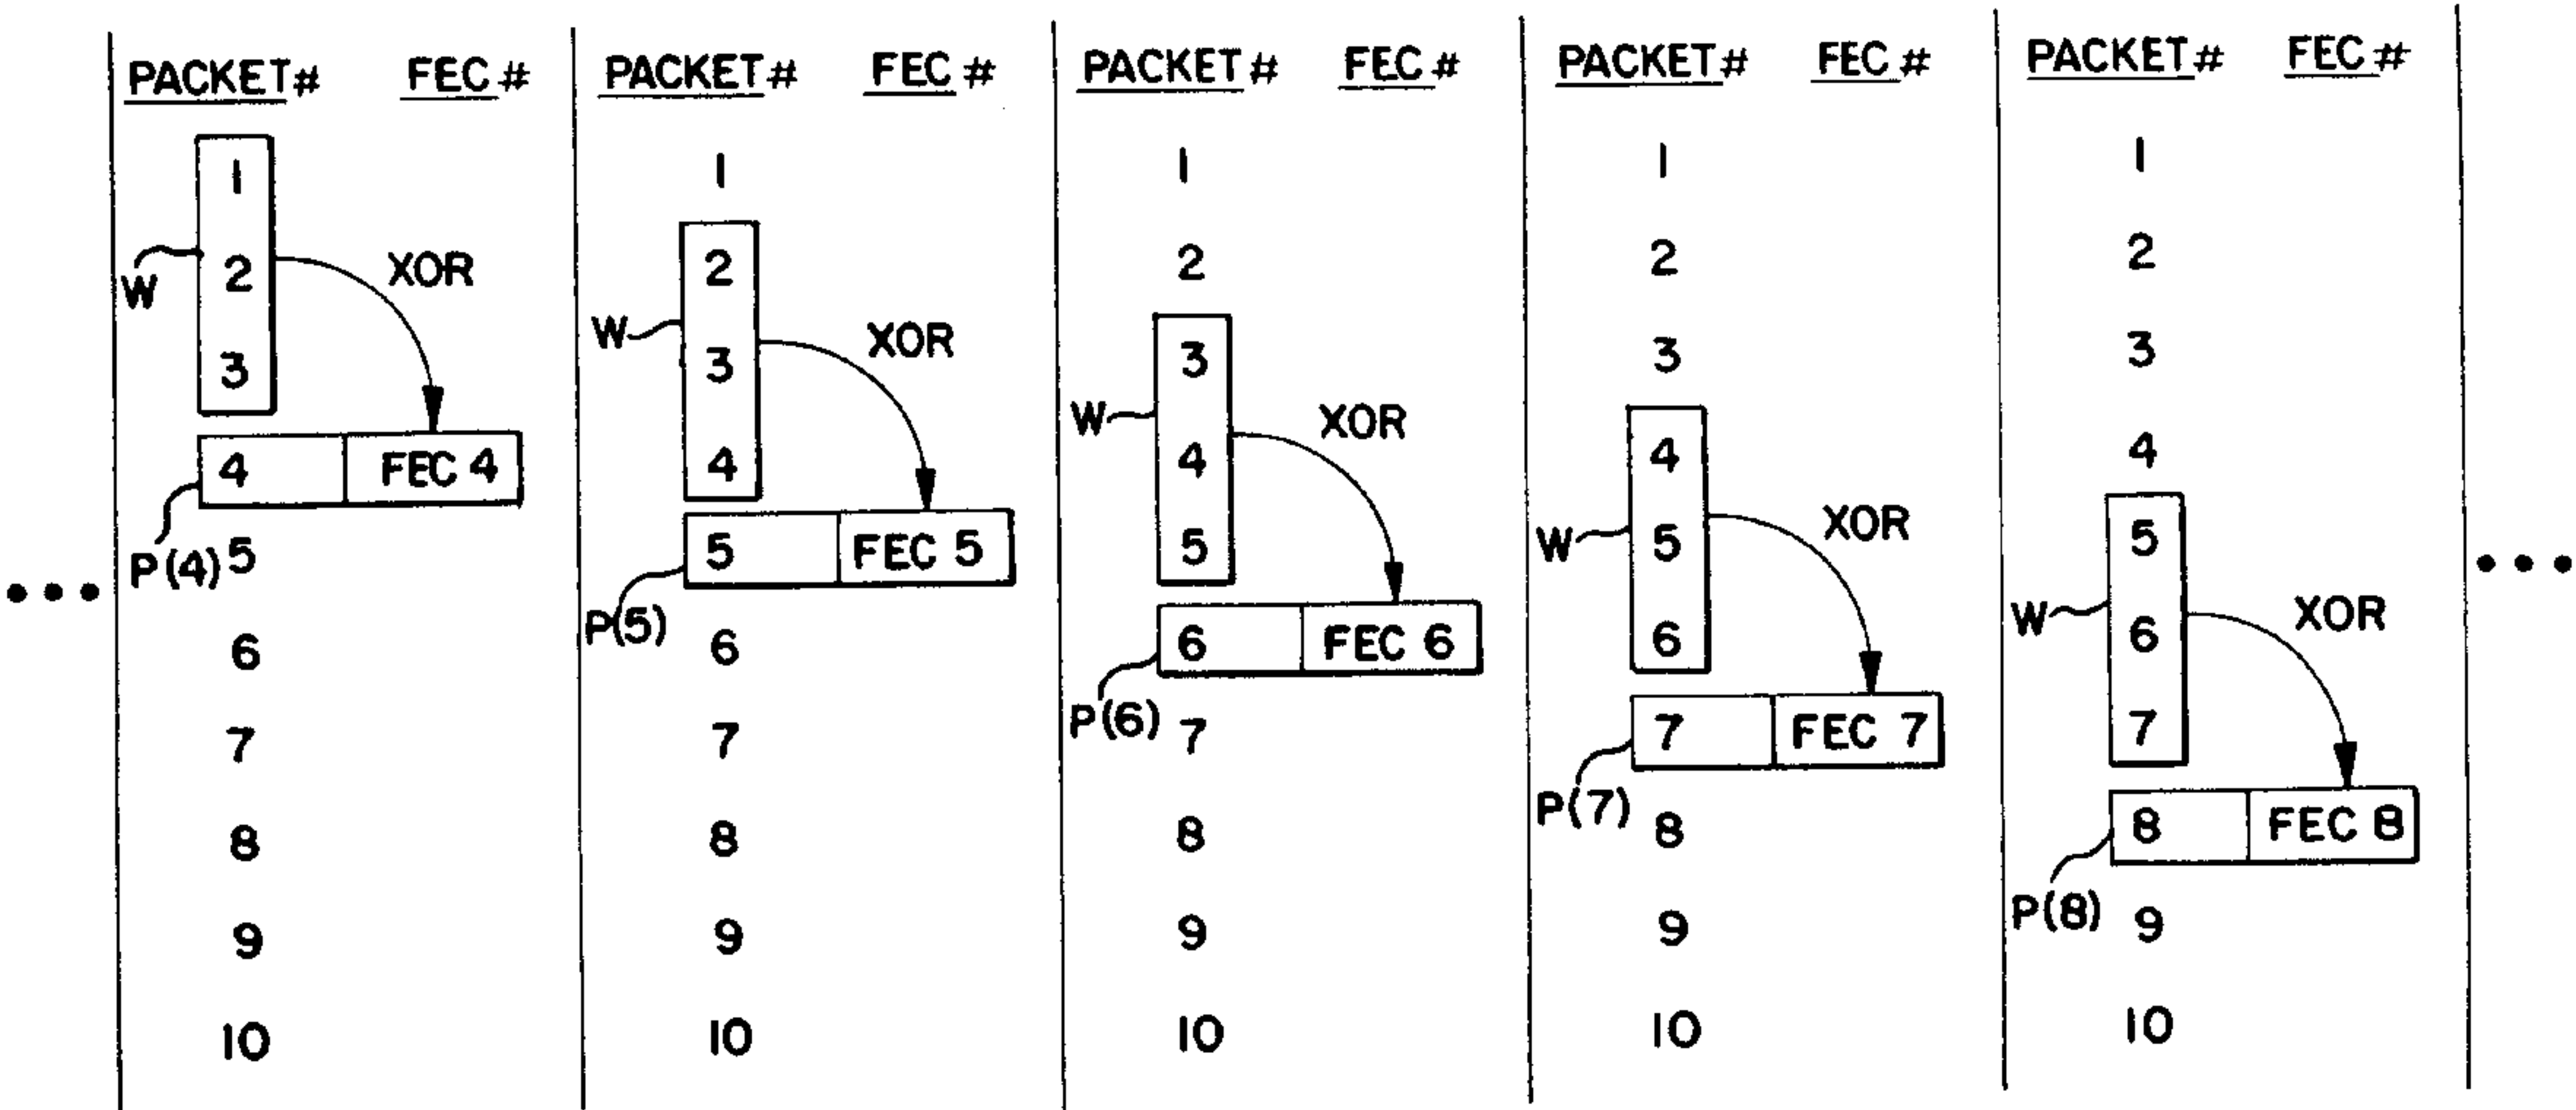 PACKET# FEC#
1
2
3
W
XOR
4 FEC 4
P(4)
5
6
7
8
9
10
PACKET# FEC#
1
2
3
4
W
XOR
5 FEC 5
P(5)
6
7
8
9
10
PACKET# FEC#
1
2
3
4
5
W
XOR
6 FEC 6
P(6)
7
8
9
10
PACKET# FEC#
1
2
3
4
5
6
W
XOR
7 FEC 7
P(7)
8
9
10
PACKET# FEC#
1
2
3
4
5
6
7
W
XOR
8 FEC 8
P(8)
9
10